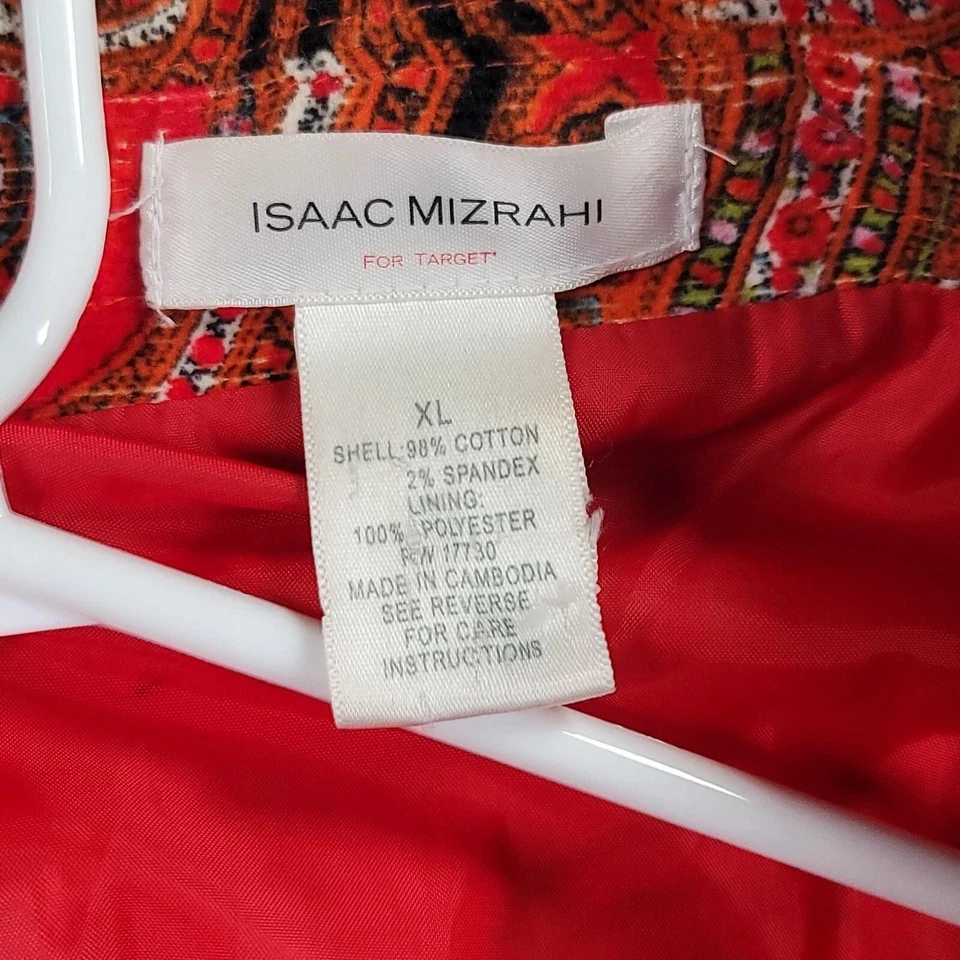 ISAAC MIZRAHI
FOR TARGET*
XL
SHELL:98% COTTON
2% SPANDEX
LINING:
100% POLYESTER
RN 17730
MADE IN CAMBODIA
SEE REVERSE
FOR CARE
INSTRUCTIONS